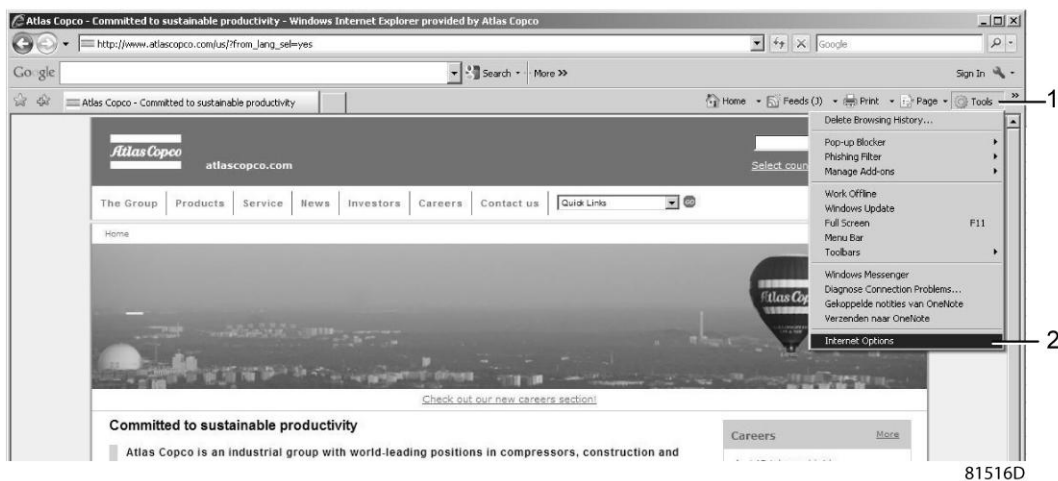 Atlas Copco - Committed to sustainable productivity - Windows Internet Explorer provided by Atlas Copco
http://www.atlascopco.com/us/?from_lang_sel=yes
Google
Google
Search
More »
Sign In
Atlas Copco - Committed to sustainable productivity
Home
Feeds (J)
Print
Page
Tools
»
1
Delete Browsing History...
Pop-up Blocker
Phishing Filter
Manage Add-ons
Work Offline
Windows Update
Full Screen F11
Menu Bar
Toolbars
Windows Messenger
Diagnose Connection Problems...
Gekoppelde notities van OneNote
Verzenden naar OneNote
Internet Options
2
Atlas Copco
atlascopco.com
Select coun
The Group
Products
Service
News
Investors
Careers
Contact us
Quick Links
GO
Home
Atlas Cop
Check out our new careers section!
Committed to sustainable productivity
Atlas Copco is an industrial group with world-leading positions in compressors, construction and
Careers
More
81516D